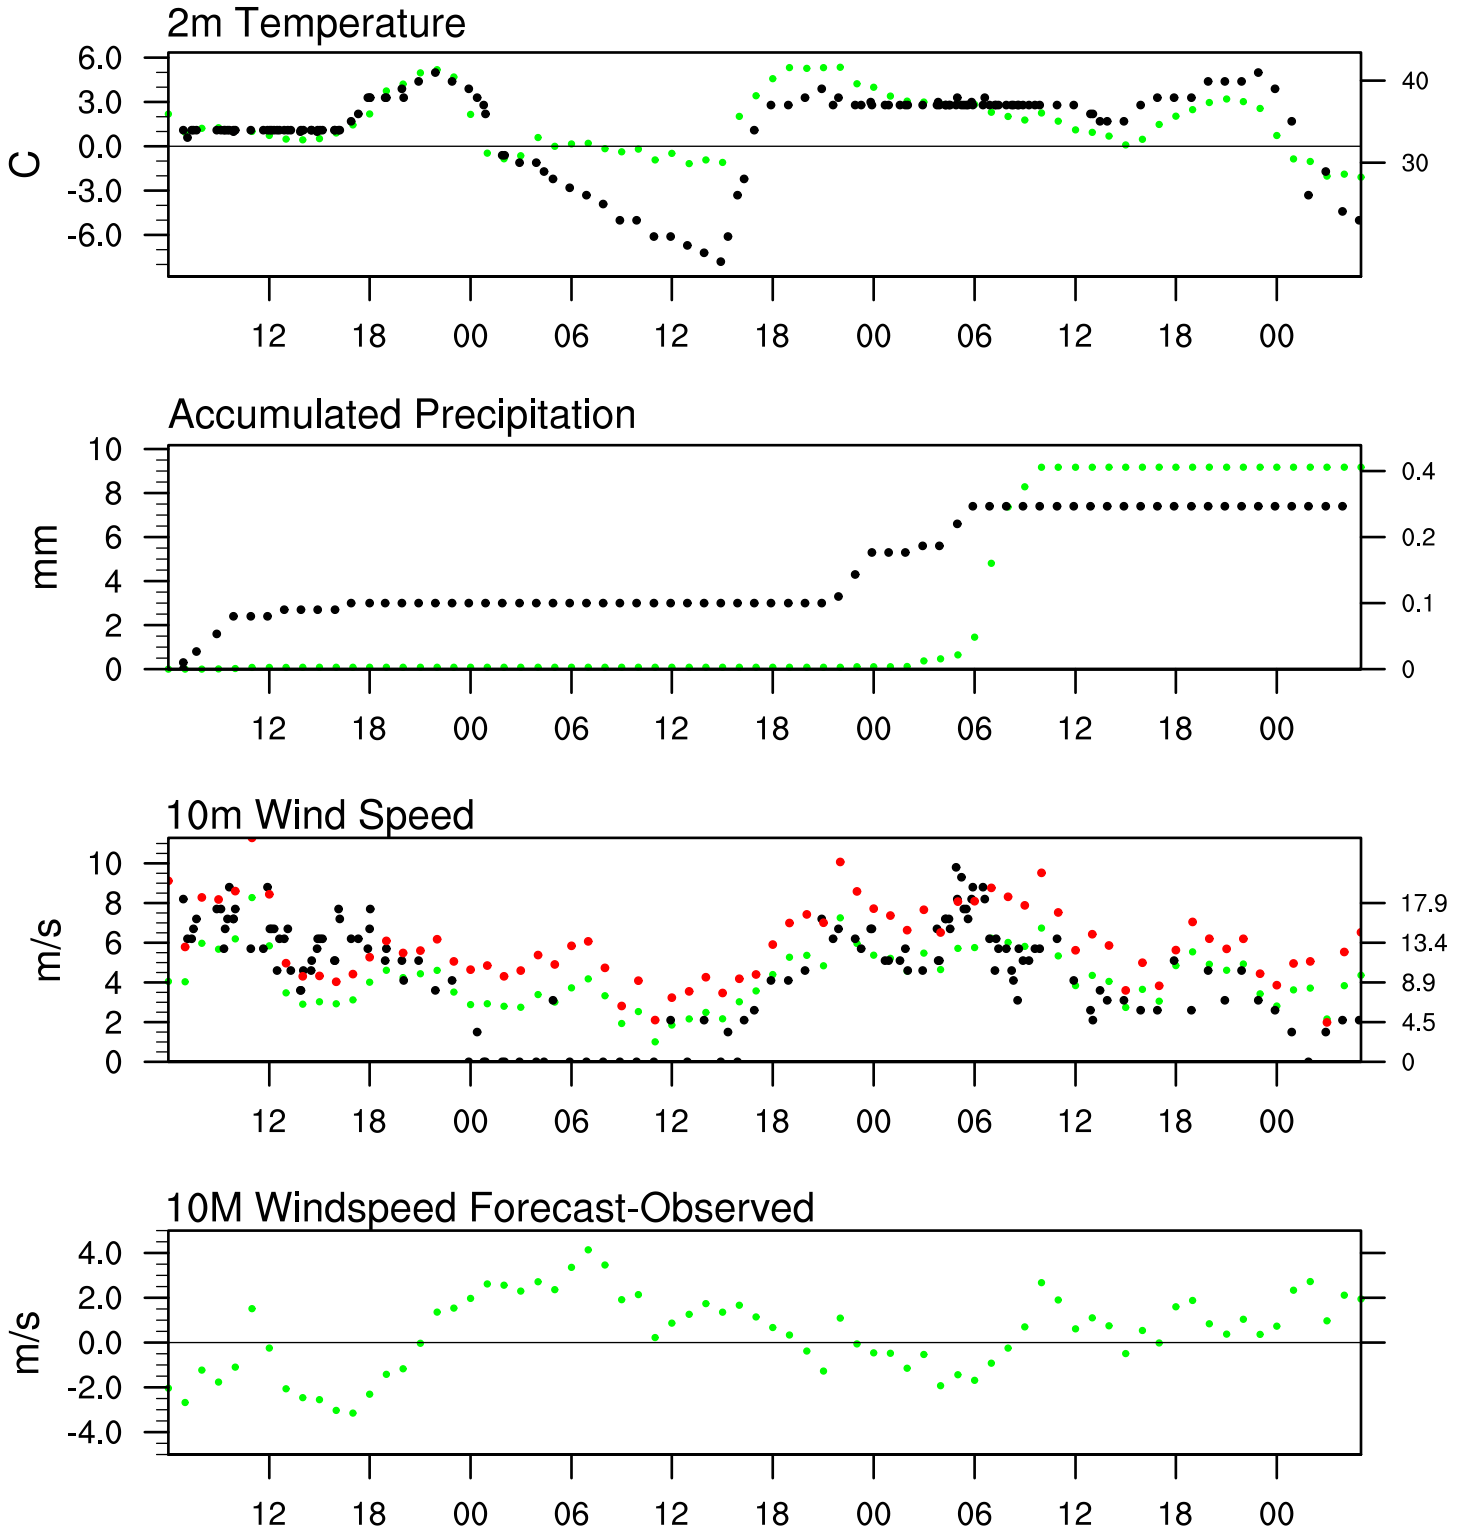 2m Temperature
6.0
3.0
0.0
-3.0
-6.0
C
40
30
12 18 00 06 12 18 00 06 12 18 00
Accumulated Precipitation
10
8
6
4
2
0
mm
0.4
0.2
0.1
0
12 18 00 06 12 18 00 06 12 18 00
10m Wind Speed
10
8
6
4
2
0
m/s
17.9
13.4
8.9
4.5
0
12 18 00 06 12 18 00 06 12 18 00
10M Windspeed Forecast-Observed
4.0
2.0
0.0
-2.0
-4.0
m/s
12 18 00 06 12 18 00 06 12 18 00